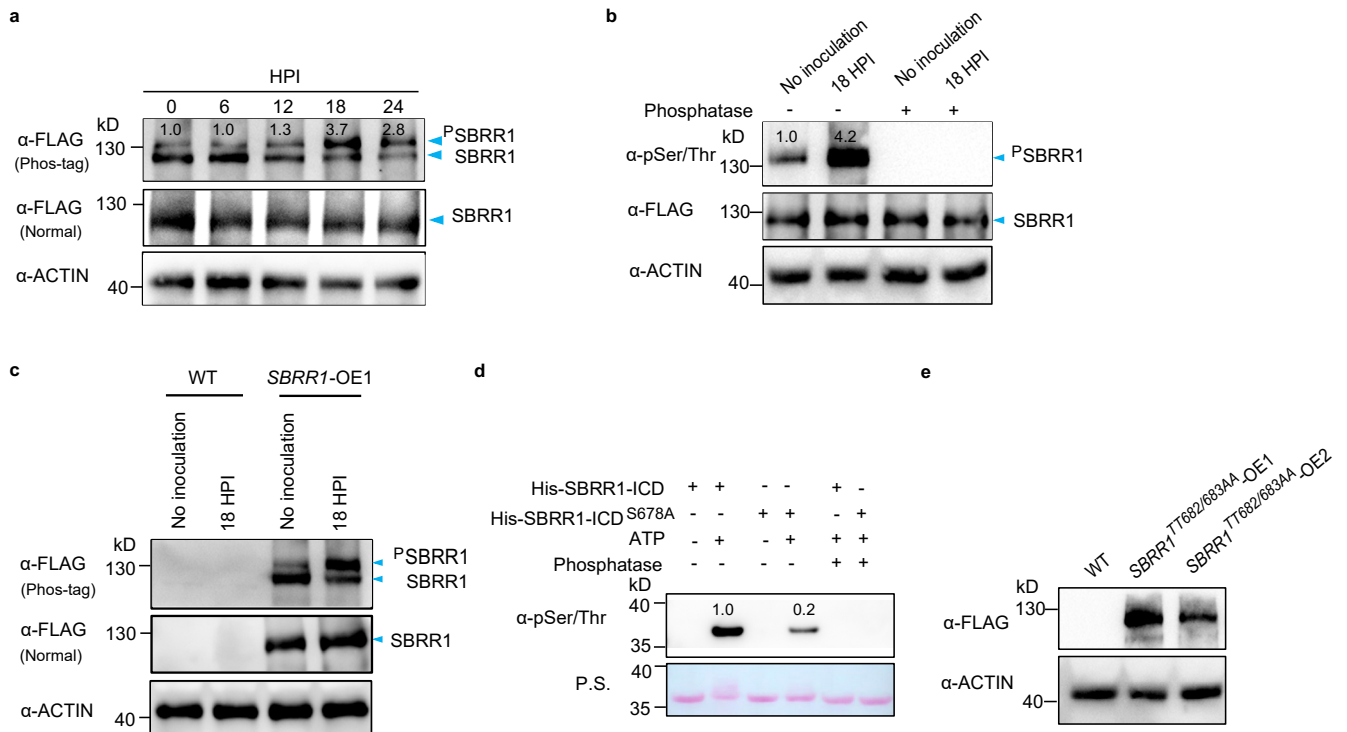 a
HPI
0 6 12 18 24
kD
α-FLAG
(Phos-tag)
130
1.0 1.0 1.3 3.7 2.8
PSBRR1
SBRR1
α-FLAG
(Normal)
130
SBRR1
α-ACTIN
40
b
No inoculation
18 HPI
No inoculation
18 HPI
Phosphatase - - + +
kD
α-pSer/Thr
130
1.0 4.2
PSBRR1
α-FLAG
130
SBRR1
α-ACTIN
40
c
WT SBRR1-OE1
No inoculation
18 HPI
No inoculation
18 HPI
kD
α-FLAG
(Phos-tag)
130
PSBRR1
SBRR1
α-FLAG
(Normal)
130
SBRR1
α-ACTIN
40
d
His-SBRR1-ICD + + - - + -
His-SBRR1-ICD S678A - - + + - +
ATP - + - + + +
Phosphatase - - - - + +
kD
α-pSer/Thr
40
35
1.0 0.2
P.S.
40
35
e
WT
SBRR1TT682/683AA-OE1
SBRR1TT682/683AA-OE2
kD
130
α-FLAG
α-ACTIN
40